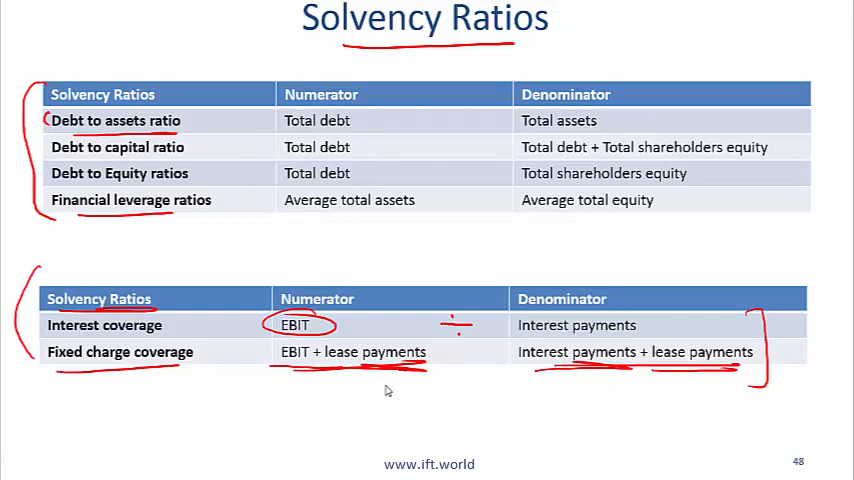 Solvency Ratios
Solvency Ratios Numerator Denominator
Debt to assets ratio Total debt Total assets
Debt to capital ratio Total debt Total debt + Total shareholders equity
Debt to Equity ratios Total debt Total shareholders equity
Financial leverage ratios Average total assets Average total equity
Solvency Ratios Numerator Denominator
Interest coverage EBIT ÷ Interest payments
Fixed charge coverage EBIT + lease payments Interest payments + lease payments
www.ift.world 48